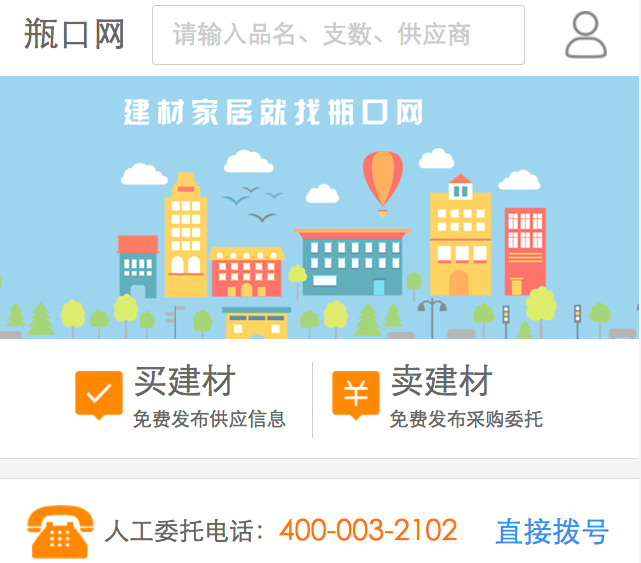 瓶口网
请输入品名、支数、供应商
建材家居就找瓶口网
买建材
免费发布供应信息
卖建材
免费发布采购委托
人工委托电话：400-003-2102 直接拨号